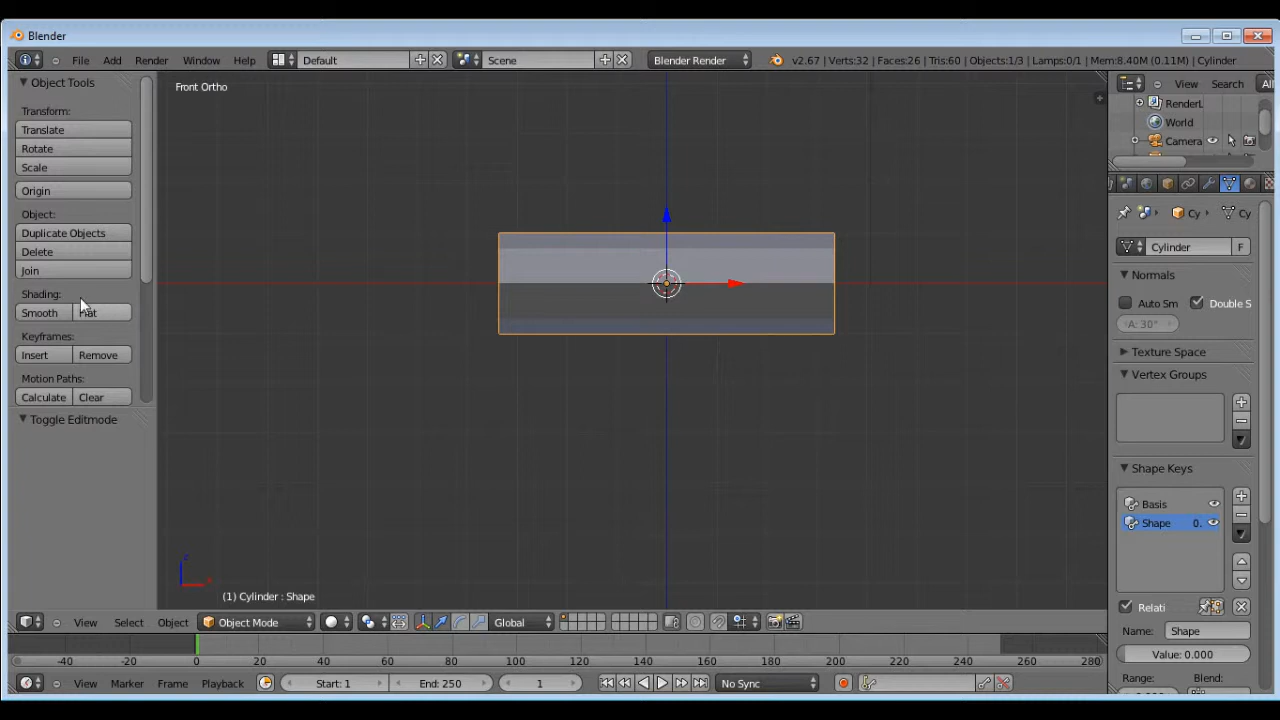 Blender
File Add Render Window Help Default Scene Blender Render v2.67 | Verts:32 | Faces:26 | Tris:60 | Objects:1/3 | Lamps:0/1 | Mem:8.40M (0.11M) | Cylinder
Object Tools
Transform:
Translate
Rotate
Scale
Origin
Object:
Duplicate Objects
Delete
Join
Shading:
Smooth
Keyframes:
Insert Remove
Motion Paths:
Calculate Clear
Toggle Editmode
Front Ortho
(1) Cylinder : Shape
View Search All
RenderL
World
Camera
Cy Cy
Cylinder F
Normals
Auto Sm Double S
A: 30°
Texture Space
Vertex Groups
Shape Keys
Basis
Shape 0.
Relati
Name: Shape
Value: 0.000
Range: Blend:
View Select Object Object Mode Global
-40 -20 0 20 40 60 80 100 120 140 160 180 200 220 240 260 280
View Marker Frame Playback Start: 1 End: 250 1 No Sync